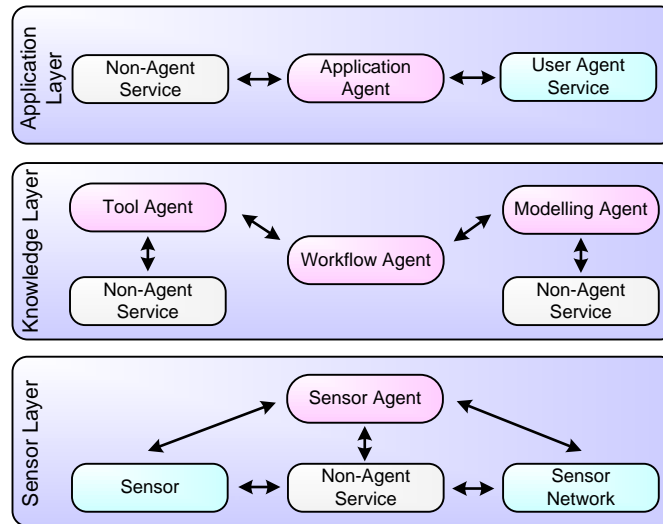 Application
Layer
Non-Agent
Service
Application
Agent
User Agent
Service
Knowledge Layer
Tool Agent
Modelling Agent
Workflow Agent
Non-Agent
Service
Non-Agent
Service
Sensor Layer
Sensor Agent
Sensor
Non-Agent
Service
Sensor
Network